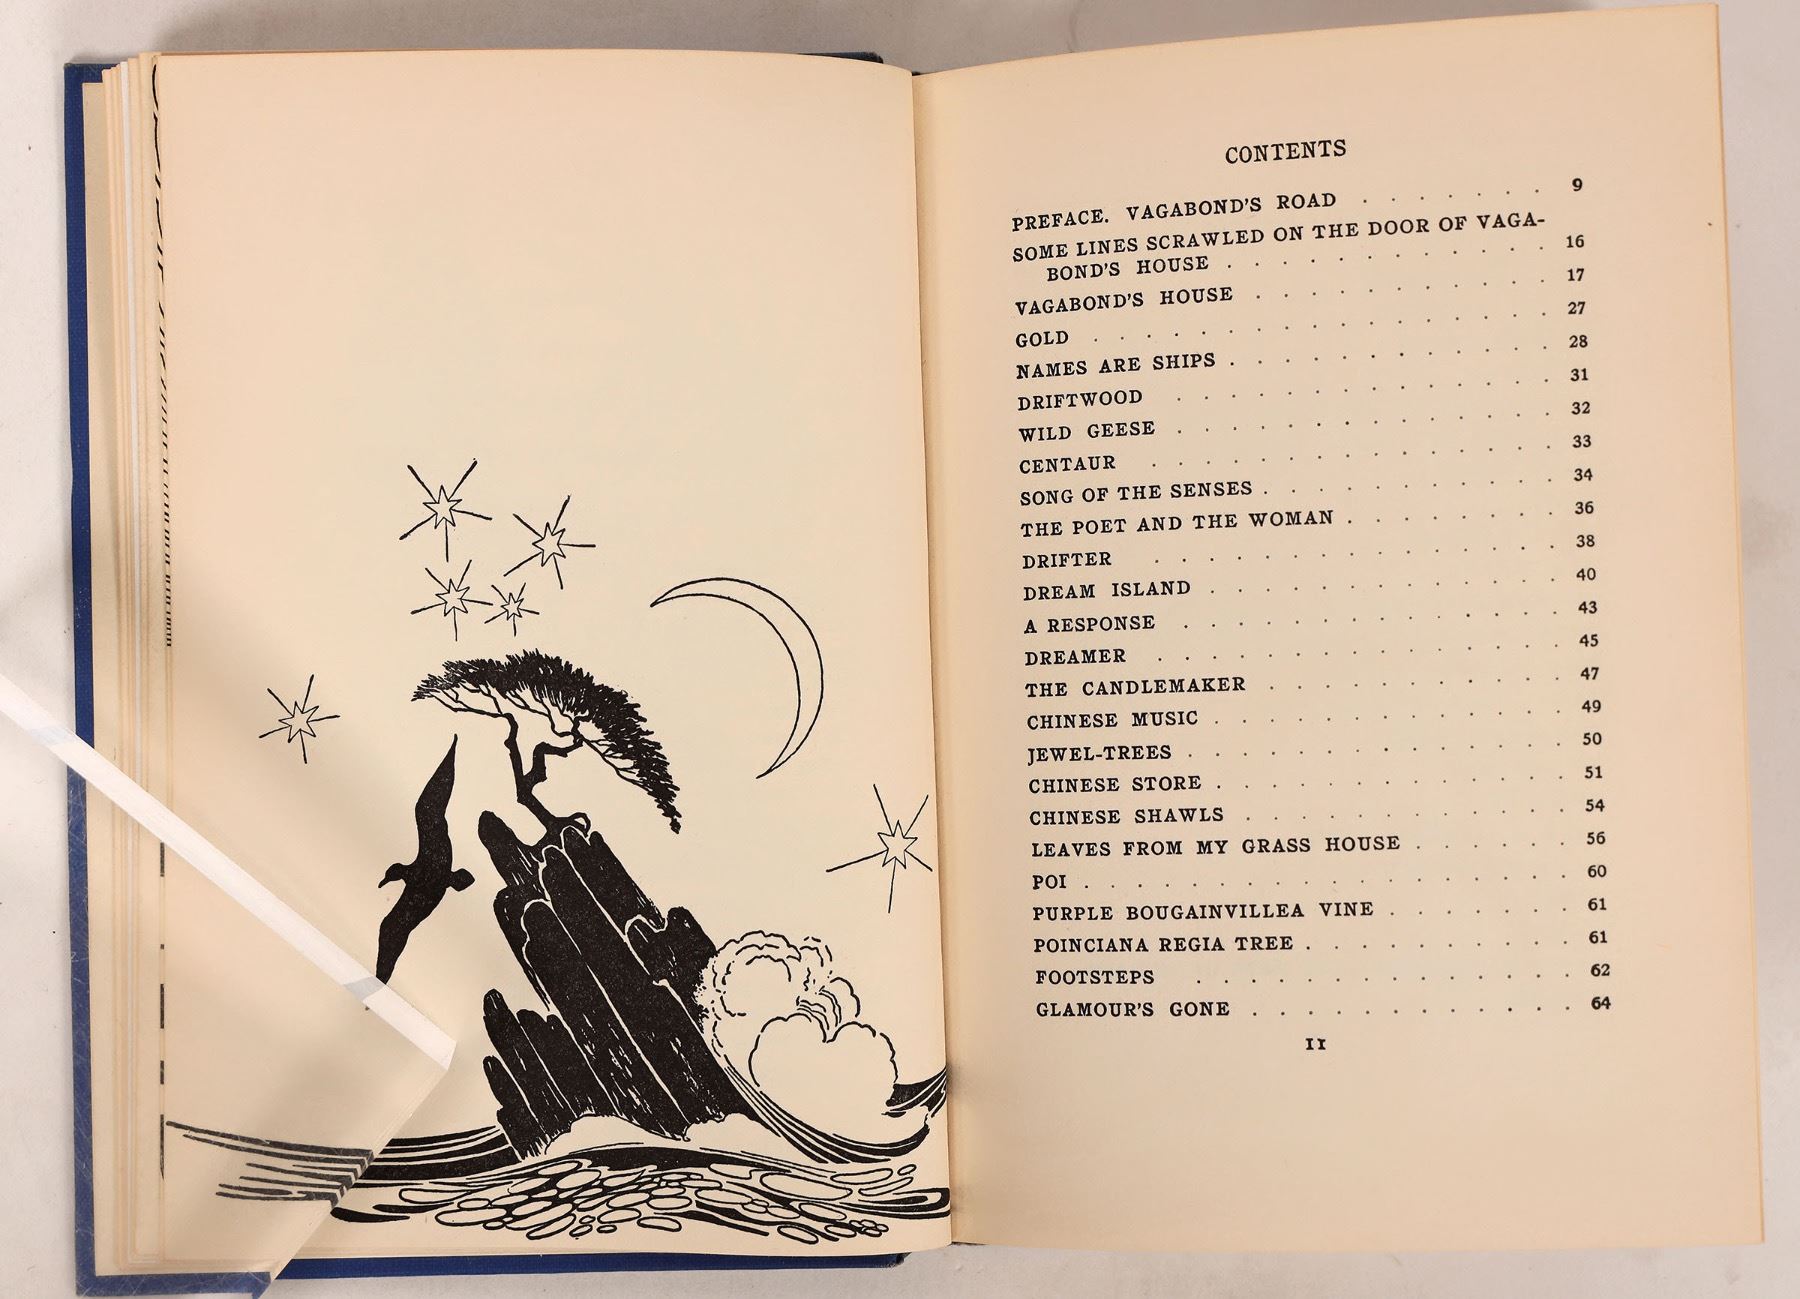 CONTENTS
PREFACE. VAGABOND'S ROAD . . . . . . . 9
SOME LINES SCRAWLED ON THE DOOR OF VAGA-
BOND'S HOUSE . . . . . . . . . . . . 16
VAGABOND'S HOUSE . . . . . . . . . . . 17
GOLD . . . . . . . . . . . . . . . . . 27
NAMES ARE SHIPS . . . . . . . . . . . . 28
DRIFTWOOD . . . . . . . . . . . . . . 31
WILD GEESE . . . . . . . . . . . . . . 32
CENTAUR . . . . . . . . . . . . . . . 33
SONG OF THE SENSES . . . . . . . . . . . 34
THE POET AND THE WOMAN . . . . . . . . 36
DRIFTER . . . . . . . . . . . . . . . 38
DREAM ISLAND . . . . . . . . . . . . . 40
A RESPONSE . . . . . . . . . . . . . . 43
DREAMER . . . . . . . . . . . . . . . 45
THE CANDLEMAKER . . . . . . . . . . . 47
CHINESE MUSIC . . . . . . . . . . . . . 49
JEWEL-TREES . . . . . . . . . . . . . . 50
CHINESE STORE . . . . . . . . . . . . . 51
CHINESE SHAWLS . . . . . . . . . . . . 54
LEAVES FROM MY GRASS HOUSE . . . . . . 56
POI . . . . . . . . . . . . . . . . . . 60
PURPLE BOUGAINVILLEA VINE . . . . . . . 61
POINCIANA REGIA TREE . . . . . . . . . . 61
FOOTSTEPS . . . . . . . . . . . . . . 62
GLAMOUR'S GONE . . . . . . . . . . . . 64
11